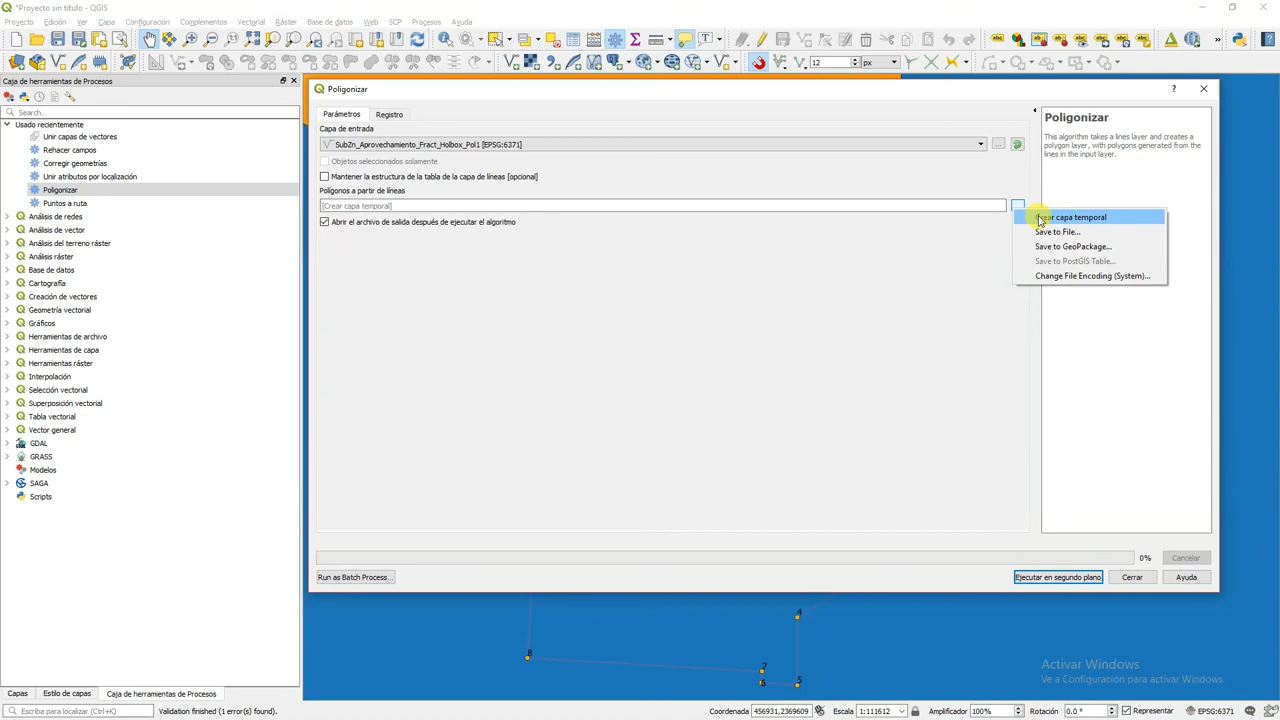 *Proyecto sin título - QGIS
Proyecto Edición Ver Capa Configuración Complementos Vectorial Ráster Base de datos Web SCP Procesos Ayuda
12 px
Caja de herramientas de Procesos
Search...
Usado recientemente
Unir capas de vectores
Rehacer campos
Corregir geometrías
Unir atributos por localización
Poligonizar
Puntos a ruta
Análisis de redes
Análisis de vector
Análisis del terreno ráster
Análisis ráster
Base de datos
Cartografía
Creación de vectores
Geometría vectorial
Gráficos
Herramientas de archivo
Herramientas de capa
Herramientas ráster
Interpolación
Selección vectorial
Superposición vectorial
Tabla vectorial
Vector general
GDAL
GRASS
Modelos
SAGA
Scripts
Poligonizar
Parámetros Registro
Capa de entrada
SubZn_Aprovechamiento_Fract_Holbox_Pol1 [EPSG:6371]
Objetos seleccionados solamente
Mantener la estructura de la tabla de la capa de líneas [opcional]
Polígonos a partir de líneas
[Crear capa temporal]
Abrir el archivo de salida después de ejecutar el algoritmo
Crear capa temporal
Save to File...
Save to GeoPackage...
Save to PostGIS Table...
Change File Encoding (System)...
Poligonizar
This algorithm takes a lines layer and creates a
polygon layer, with polygons generated from the
lines in the input layer.
0% Cancelar
Run as Batch Process... Ejecutar en segundo plano Cerrar Ayuda
4
8
7
6
5
Activar Windows
Ve a Configuración para activar Windows.
Capas Estilo de capas Caja de herramientas de Procesos
Escriba para localizar (Ctrl+K) Validation finished (1 error(s) found). Coordenada 456931,2369609 Escala 1:111612 Amplificador 100% Rotación 0.0 ° Representar EPSG:6371